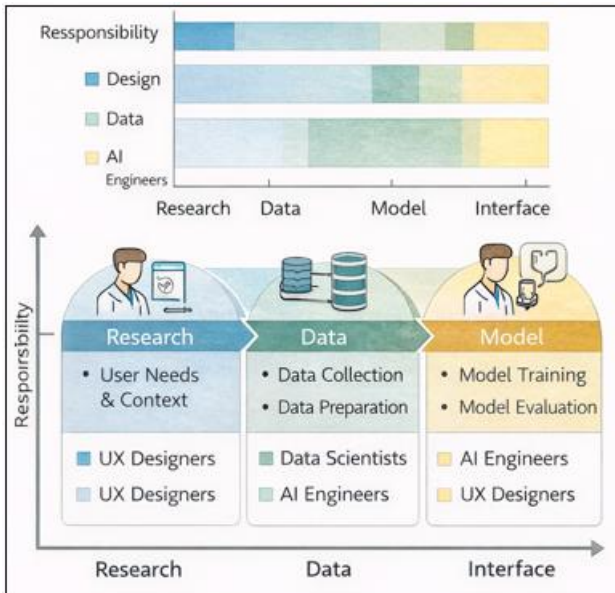 Ressponsibility
Design
Data
AI
Engineers
Research Data Model Interface
Responsibility
Research Data Model
• User Needs & Context
• Data Collection
• Data Preparation
• Model Training
• Model Evaluation
UX Designers
UX Designers
Data Scientists
AI Engineers
AI Engineers
UX Designers
Research Data Interface